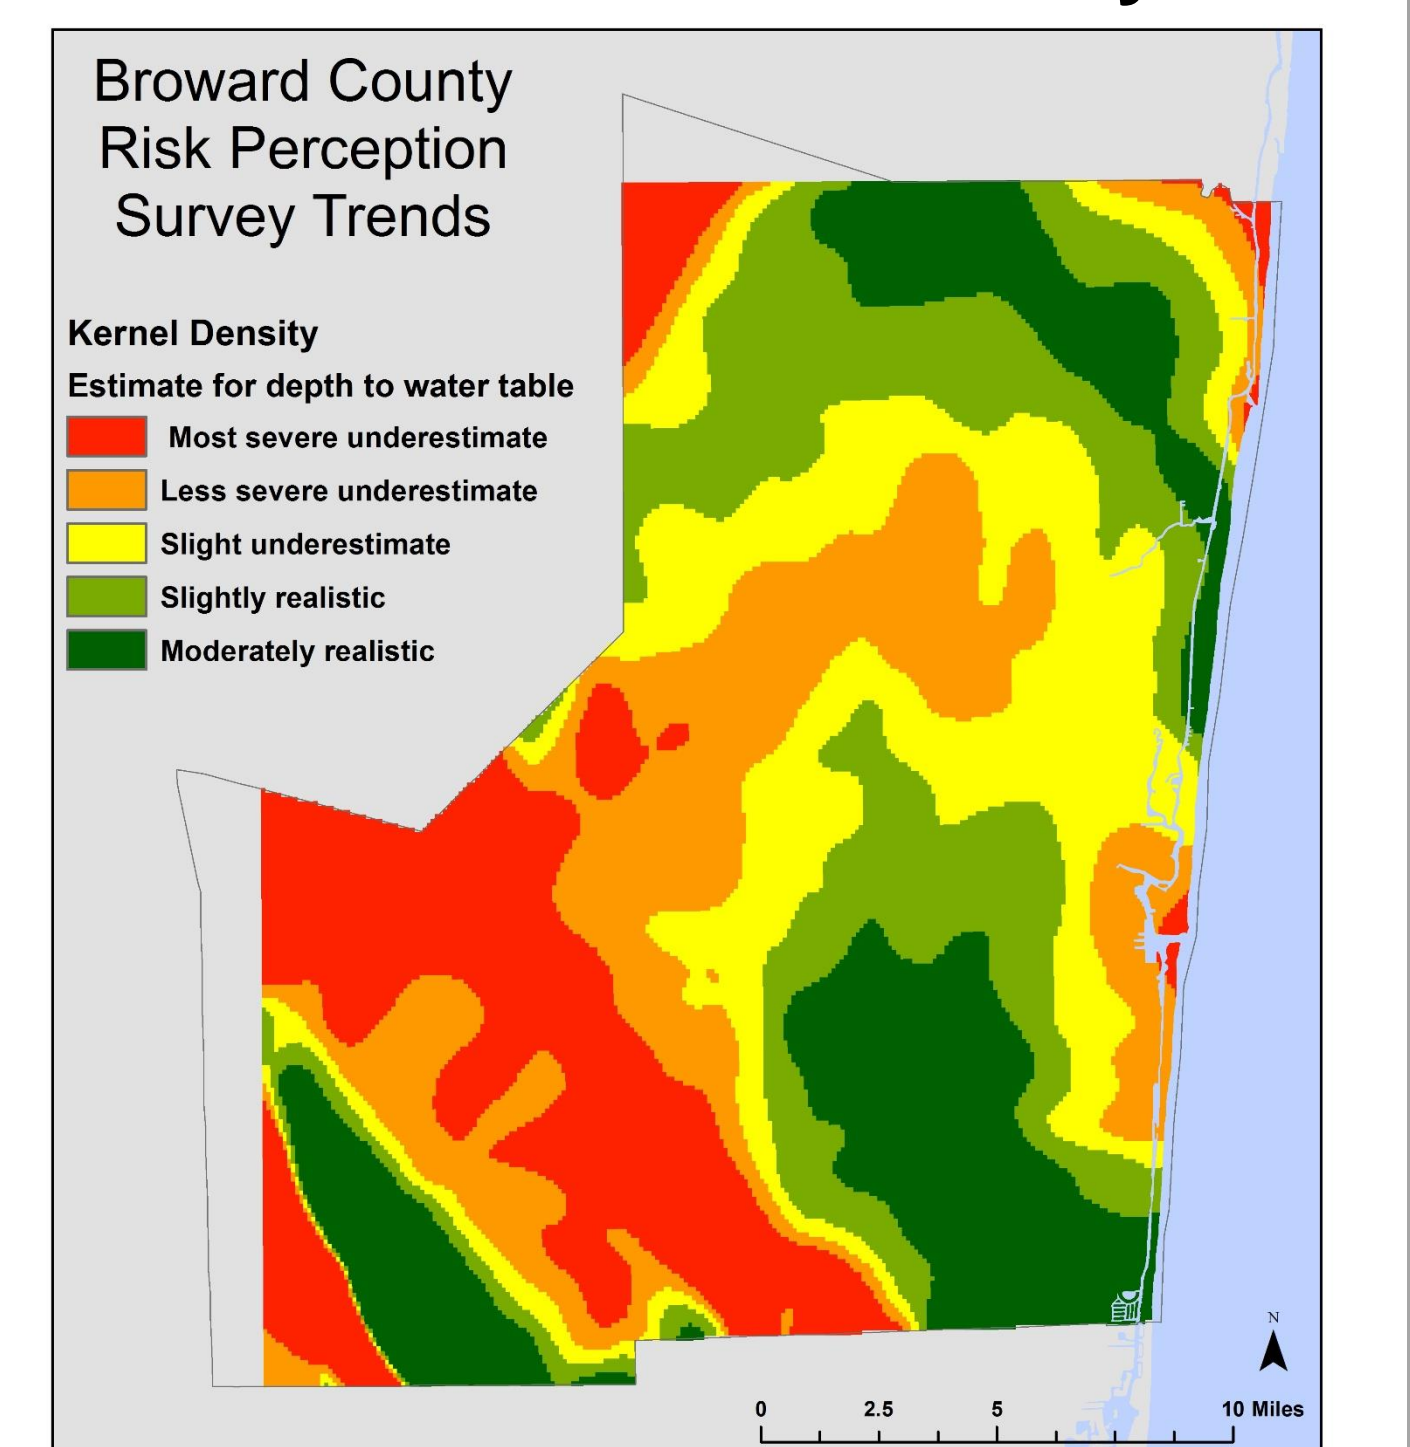 Broward County
Risk Perception
Survey Trends
Kernel Density
Estimate for depth to water table
Most severe underestimate
Less severe underestimate
Slight underestimate
Slightly realistic
Moderately realistic
N
0 2.5 5 10 Miles